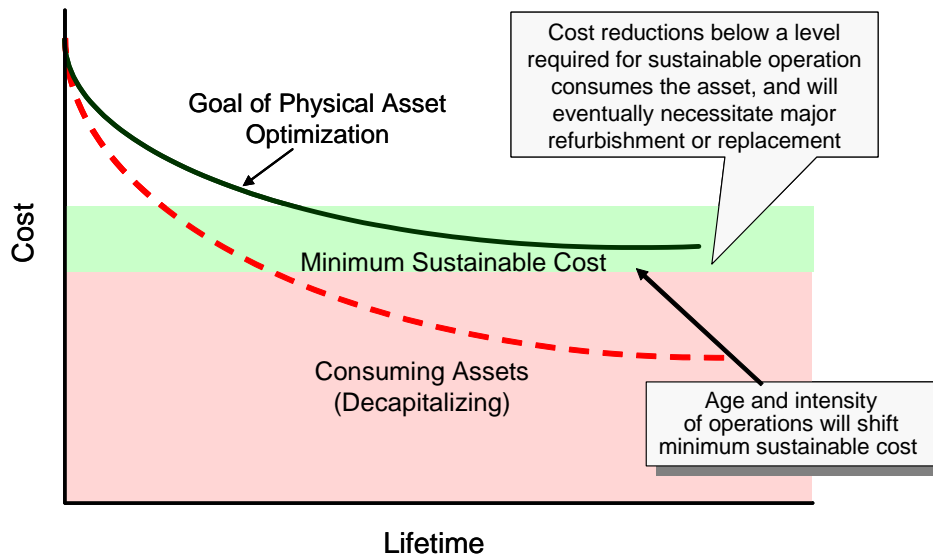 Cost reductions below a level
required for sustainable operation
consumes the asset, and will
eventually necessitate major
refurbishment or replacement
Goal of Physical Asset
Optimization
Cost
Minimum Sustainable Cost
Consuming Assets
(Decapitalizing)
Age and intensity
of operations will shift
minimum sustainable cost
Lifetime